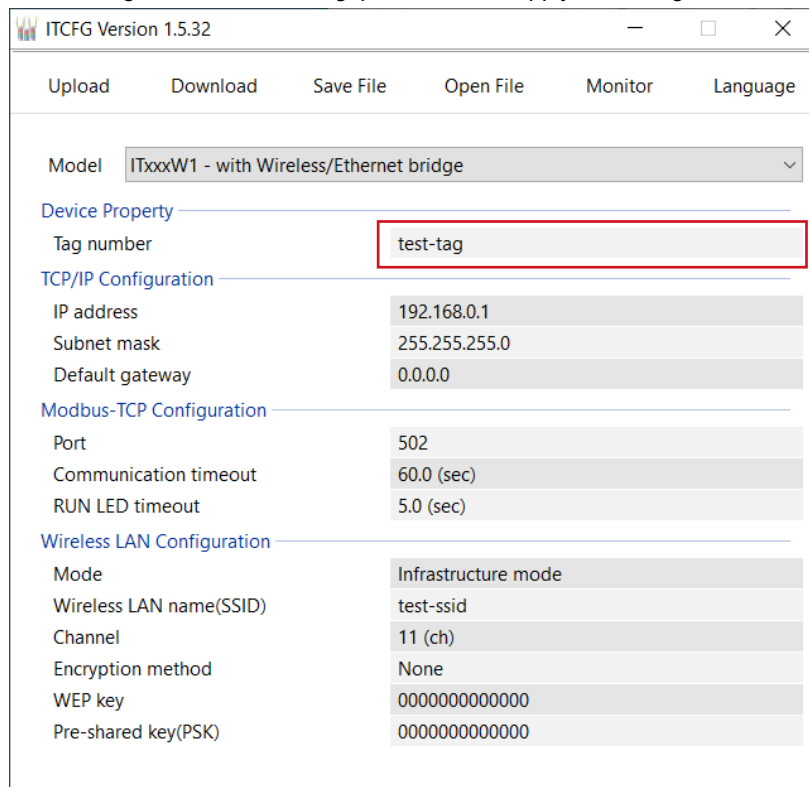 ITCFG Version 1.5.32
Upload Download Save File Open File Monitor Language
Model ITxxxW1 - with Wireless/Ethernet bridge
Device Property
Tag number test-tag
TCP/IP Configuration
IP address 192.168.0.1
Subnet mask 255.255.255.0
Default gateway 0.0.0.0
Modbus-TCP Configuration
Port 502
Communication timeout 60.0 (sec)
RUN LED timeout 5.0 (sec)
Wireless LAN Configuration
Mode Infrastructure mode
Wireless LAN name(SSID) test-ssid
Channel 11 (ch)
Encryption method None
WEP key 0000000000000
Pre-shared key(PSK) 0000000000000